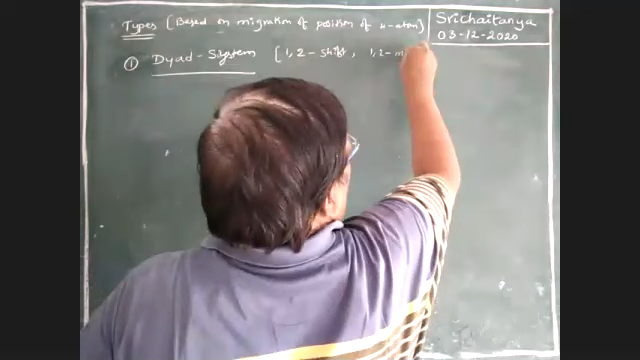 Types [Based on migration of position of H-atom]
Srichaitanya
03-12-2020
① Dyad-System [1,2-shift, 1,2-m